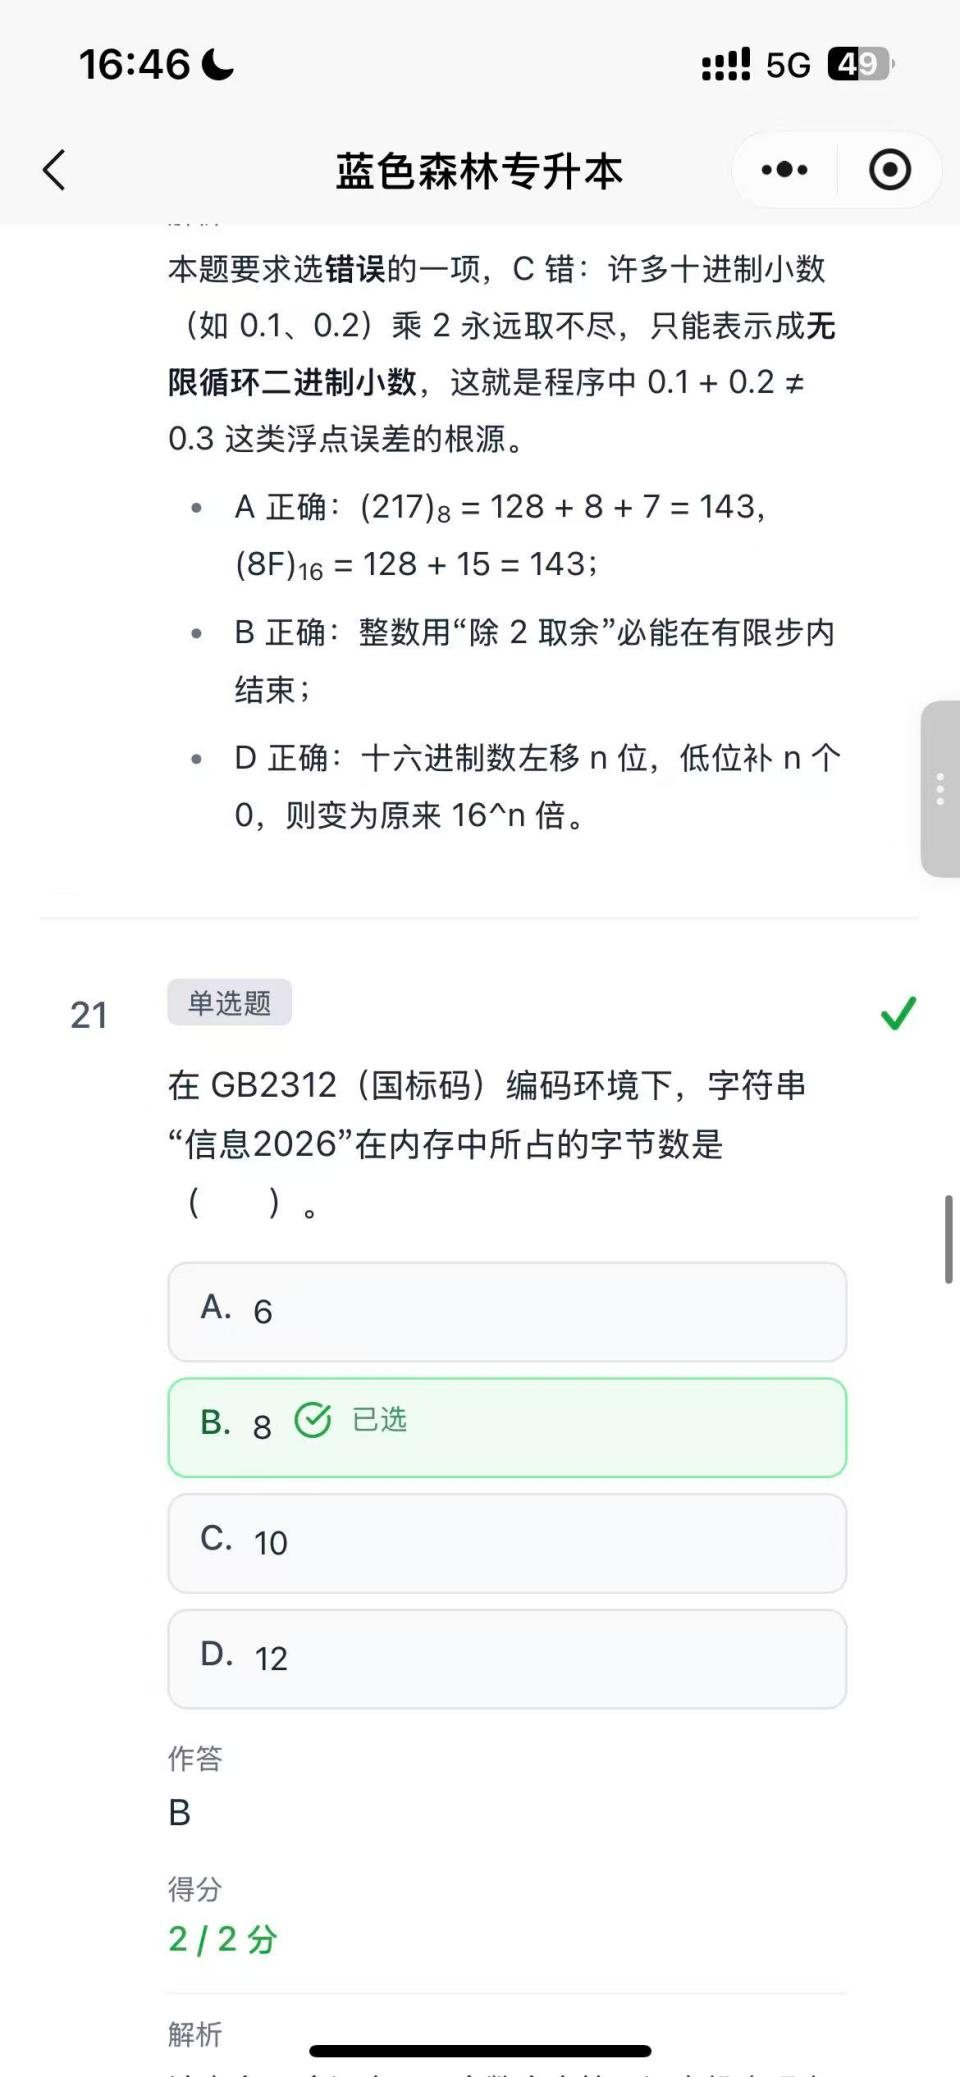 16:46
5G 49
蓝色森林专升本
本题要求选错误的一项，C 错：许多十进制小数
（如 0.1、0.2）乘 2 永远取不尽，只能表示成无
限循环二进制小数，这就是程序中 0.1 + 0.2 ≠
0.3 这类浮点误差的根源。
• A 正确：(217)₈ = 128 + 8 + 7 = 143,
(8F)₁₆ = 128 + 15 = 143；
• B 正确：整数用“除 2 取余”必能在有限步内
结束；
• D 正确：十六进制数左移 n 位，低位补 n 个
0，则变为原来 16^n 倍。
21 单选题
在 GB2312（国标码）编码环境下，字符串
“信息2026”在内存中所占的字节数是
（　　）。
A. 6
B. 8 已选
C. 10
D. 12
作答
B
得分
2 / 2 分
解析